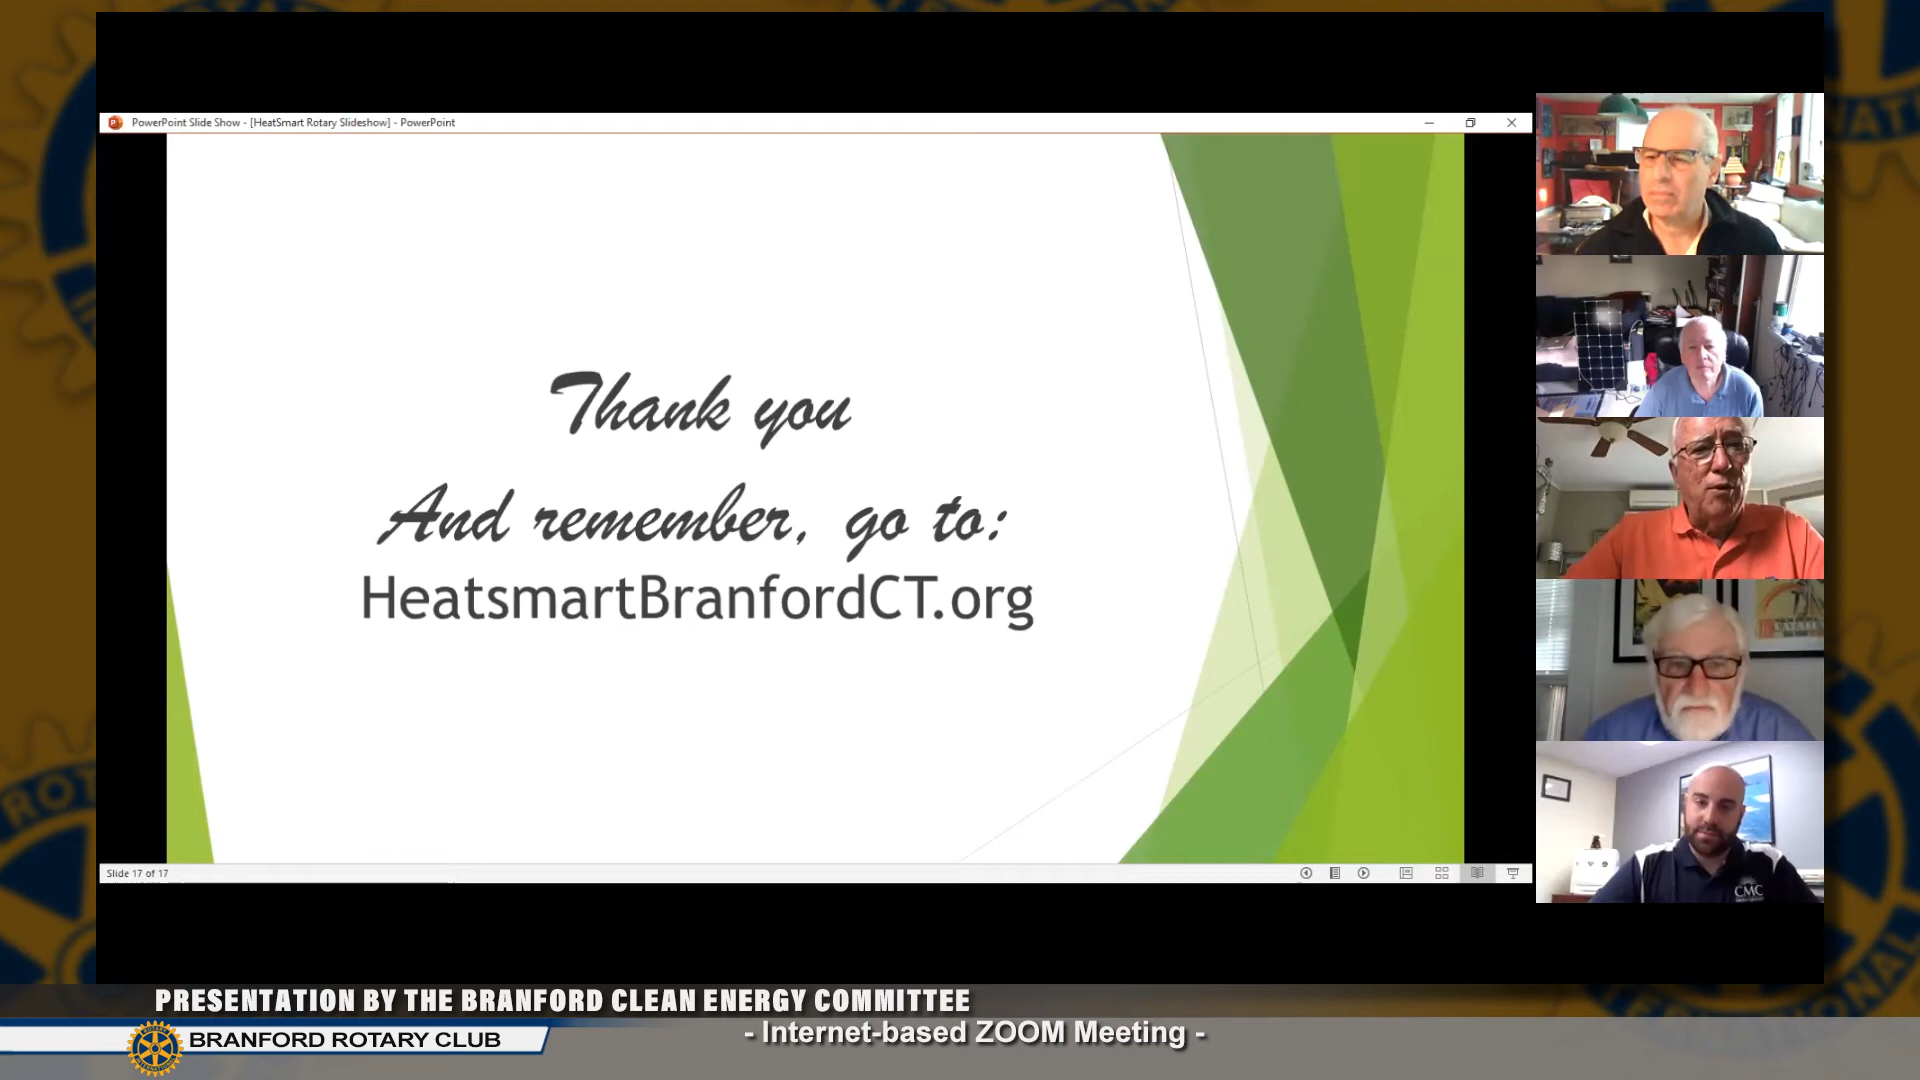 PowerPoint Slide Show - [HeatSmart Rotary Slideshow] - PowerPoint
Thank you
And remember, go to:
HeatsmartBranfordCT.org
Slide 17 of 17
CMC
PRESENTATION BY THE BRANFORD CLEAN ENERGY COMMITTEE
BRANFORD ROTARY CLUB
- Internet-based ZOOM Meeting -